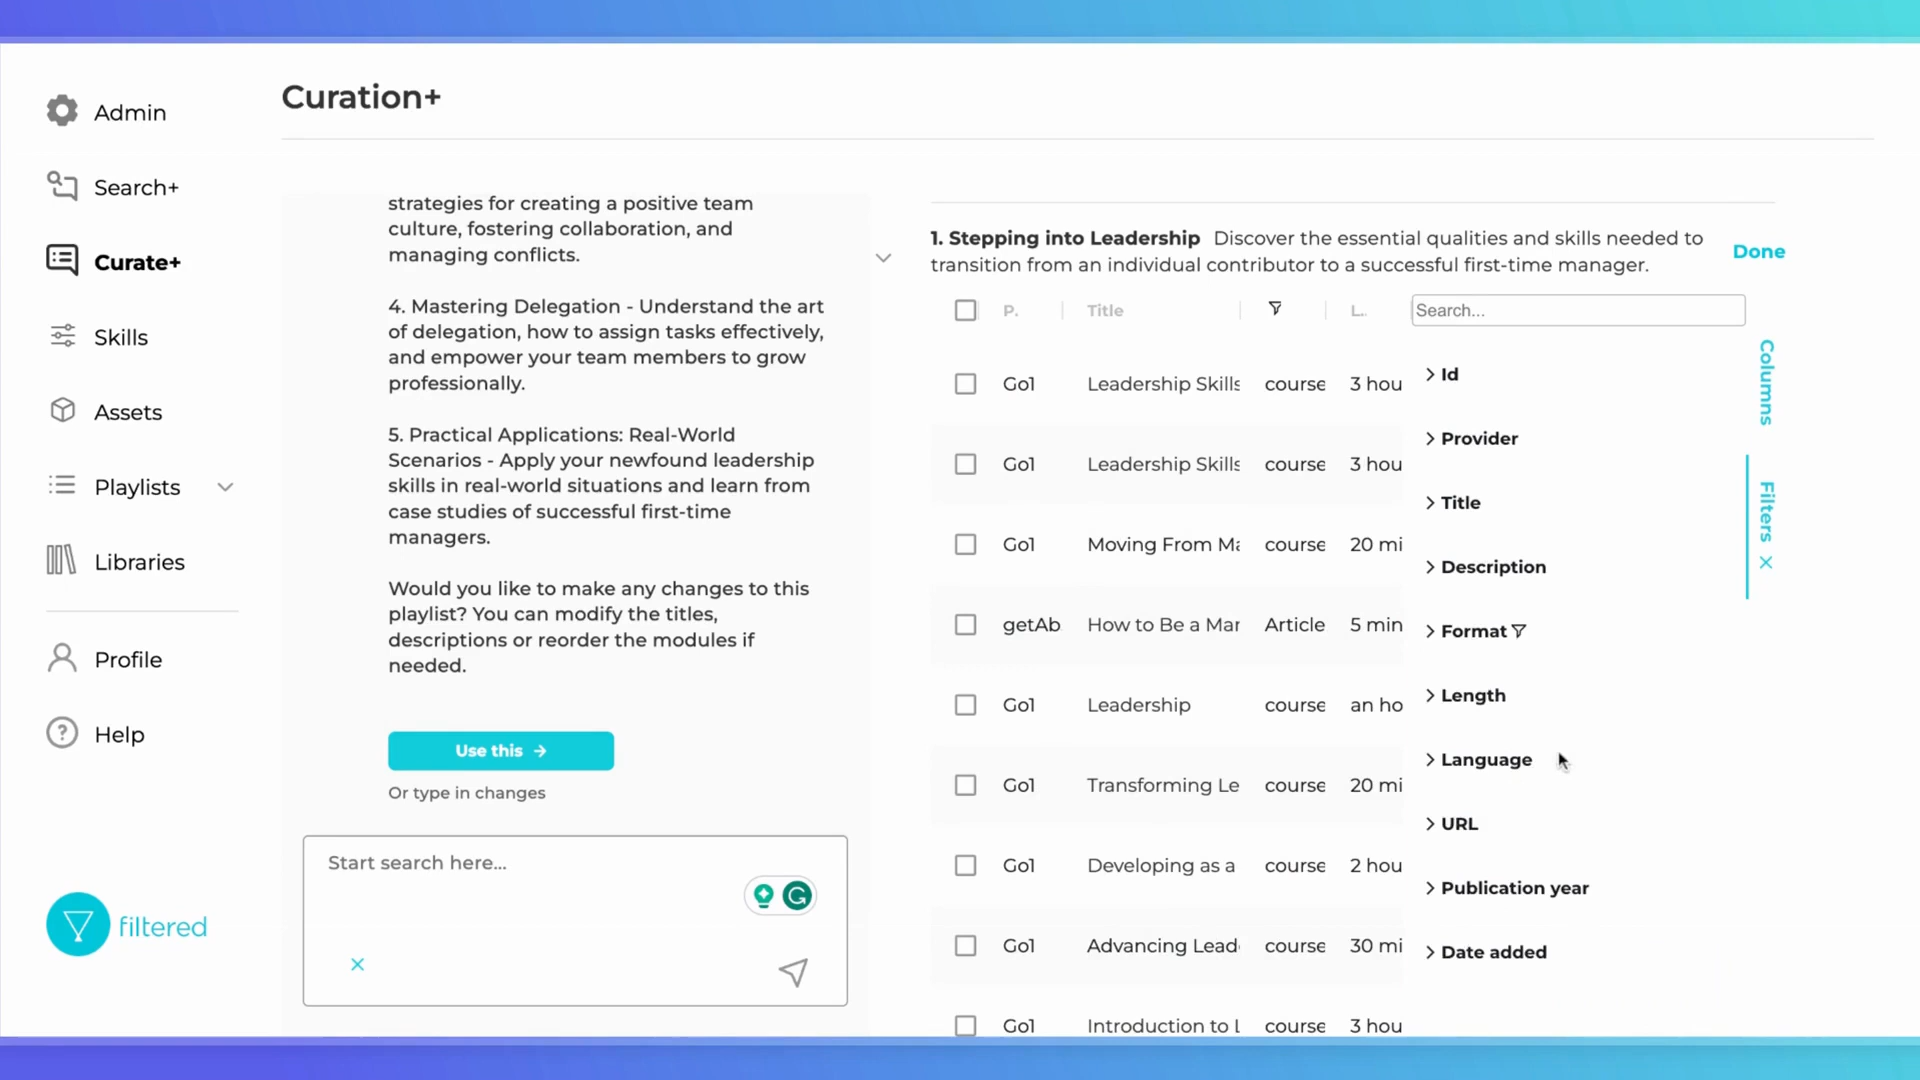 Curation+
Admin
Search+
Curate+
Skills
Assets
Playlists
Libraries
Profile
Help
filtered
strategies for creating a positive team
culture, fostering collaboration, and
managing conflicts.
4. Mastering Delegation - Understand the art
of delegation, how to assign tasks effectively,
and empower your team members to grow
professionally.
5. Practical Applications: Real-World
Scenarios - Apply your newfound leadership
skills in real-world situations and learn from
case studies of successful first-time
managers.
Would you like to make any changes to this
playlist? You can modify the titles,
descriptions or reorder the modules if
needed.
Use this →
Or type in changes
Start search here...
1. Stepping into Leadership Discover the essential qualities and skills needed to
transition from an individual contributor to a successful first-time manager.
Done
P. Title L..
Go1 Leadership Skills course 3 hou
Go1 Leadership Skills course 3 hou
Go1 Moving From Ma course 20 mi
getAb How to Be a Mar Article 5 min
Go1 Leadership course an ho
Go1 Transforming Le course 20 mi
Go1 Developing as a course 2 hou
Go1 Advancing Lead course 30 mi
Go1 Introduction to L course 3 hou
Search...
Id
Provider
Title
Description
Format
Length
Language
URL
Publication year
Date added
Columns
Filters